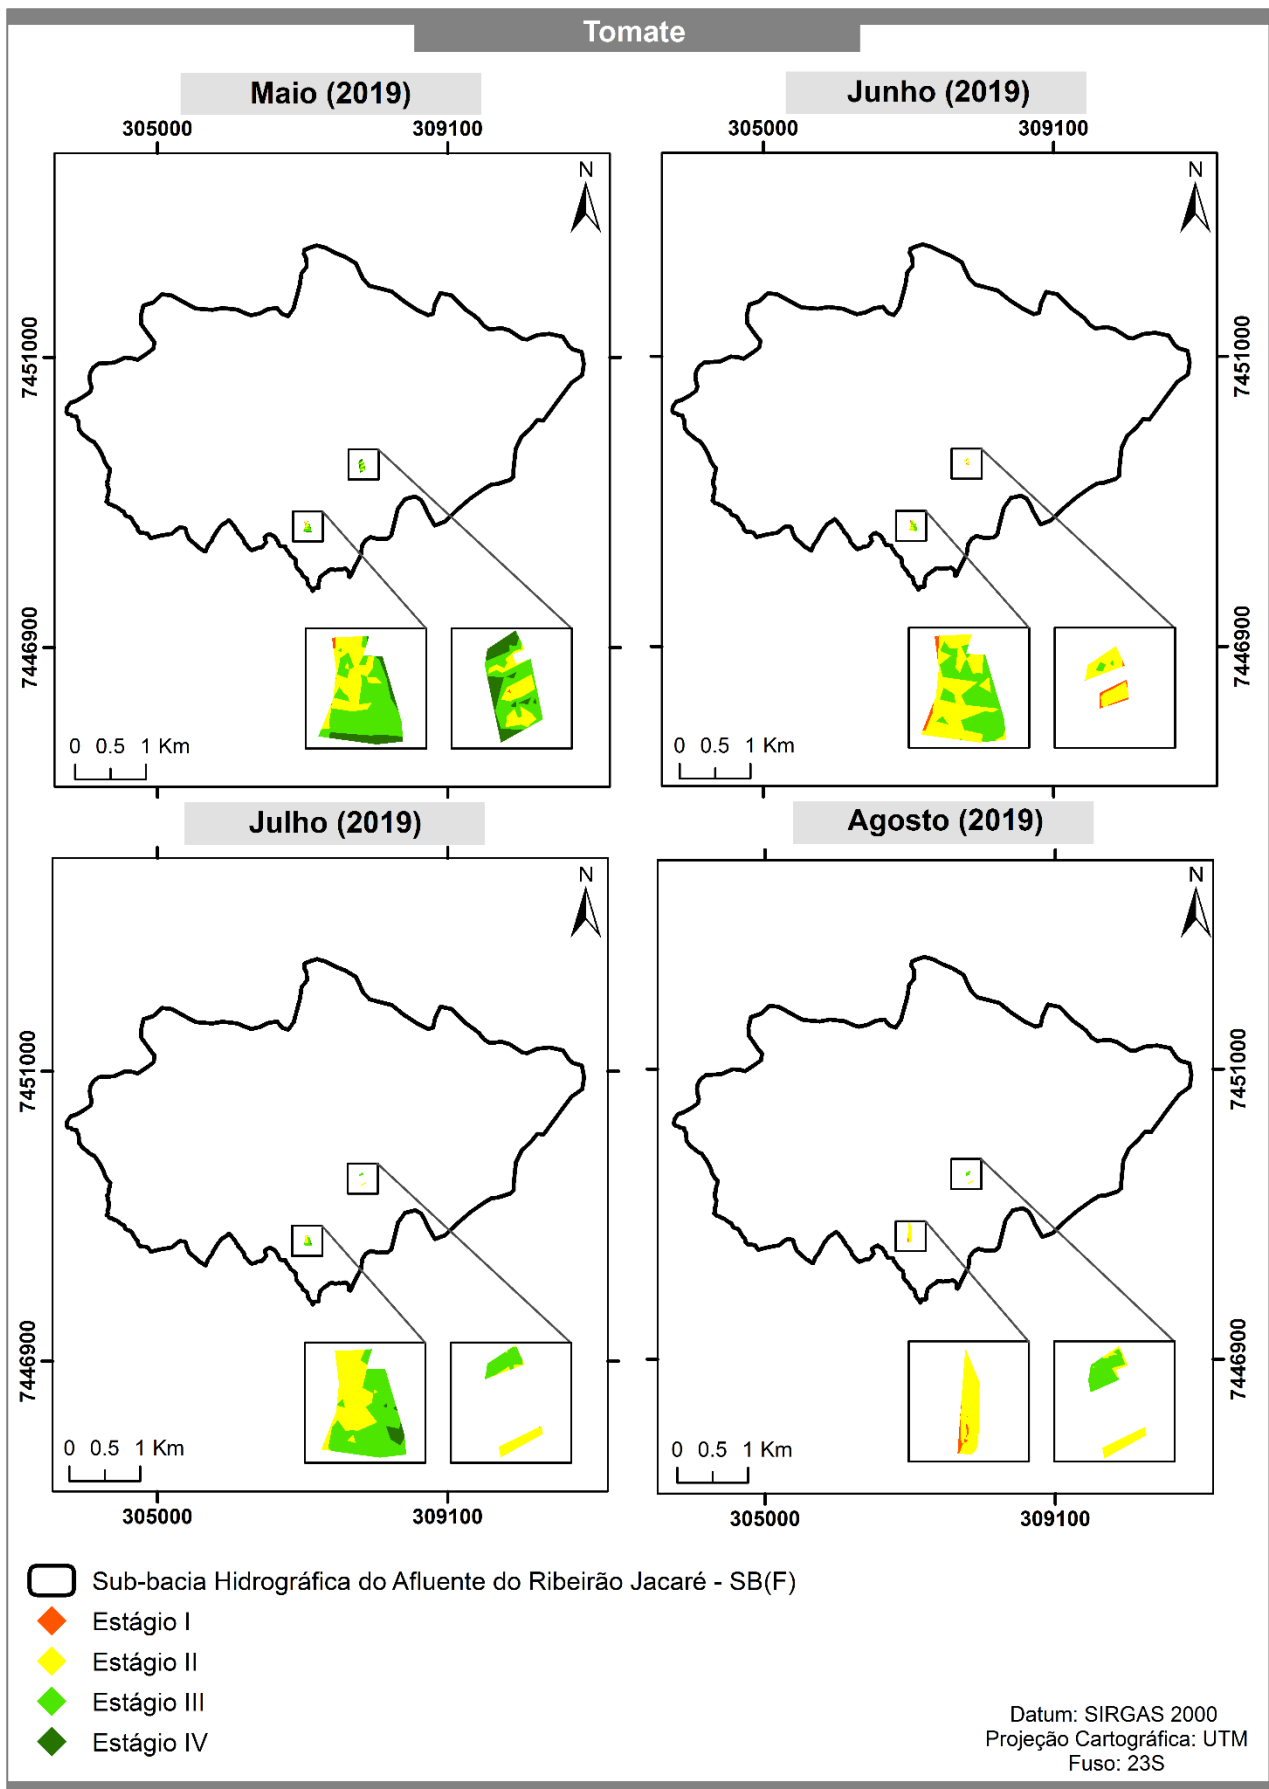 Tomate
Maio (2019)
Junho (2019)
305000 309100
305000 309100
N
N
7451000
7451000
7446900
7446900
0 0.5 1 Km
0 0.5 1 Km
Julho (2019)
Agosto (2019)
N
N
7451000
7451000
7446900
7446900
0 0.5 1 Km
0 0.5 1 Km
305000 309100
305000 309100
Sub-bacia Hidrográfica do Afluente do Ribeirão Jacaré - SB(F)
Estágio I
Estágio II
Estágio III
Estágio IV
Datum: SIRGAS 2000
Projeção Cartográfica: UTM
Fuso: 23S